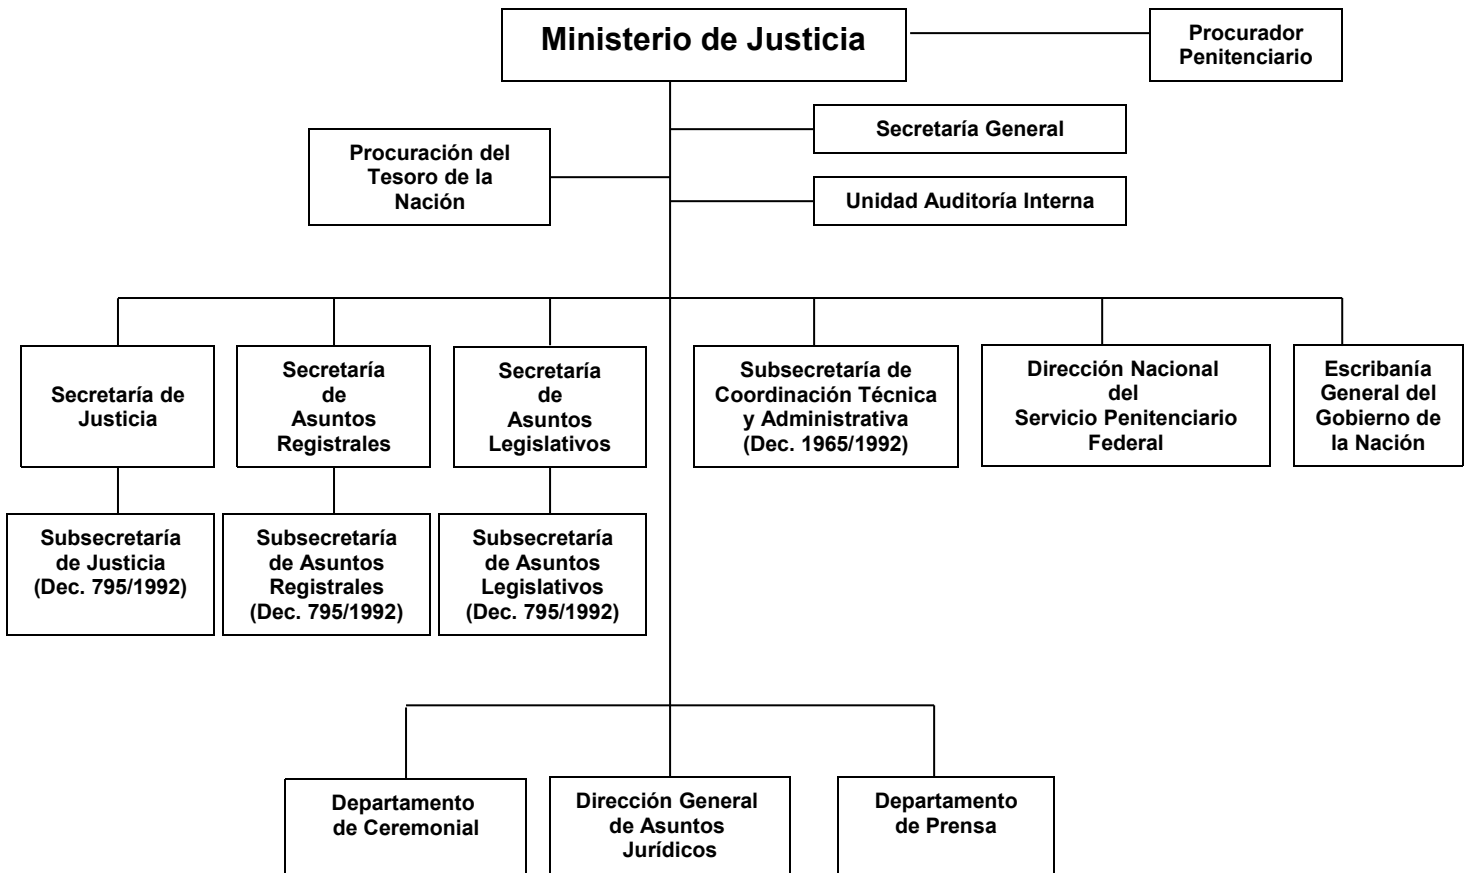 Ministerio de Justicia
Procurador
Penitenciario
Secretaría General
Procuración del
Tesoro de la
Nación
Unidad Auditoría Interna
Secretaría de
Justicia
Secretaría
de
Asuntos
Registrales
Secretaría
de
Asuntos
Legislativos
Subsecretaría de
Coordinación Técnica
y Administrativa
(Dec. 1965/1992)
Dirección Nacional
del
Servicio Penitenciario
Federal
Escribanía
General del
Gobierno de
la Nación
Subsecretaría
de Justicia
(Dec. 795/1992)
Subsecretaría
de Asuntos
Registrales
(Dec. 795/1992)
Subsecretaría
de Asuntos
Legislativos
(Dec. 795/1992)
Departamento
de Ceremonial
Dirección General
de Asuntos
Jurídicos
Departamento
de Prensa